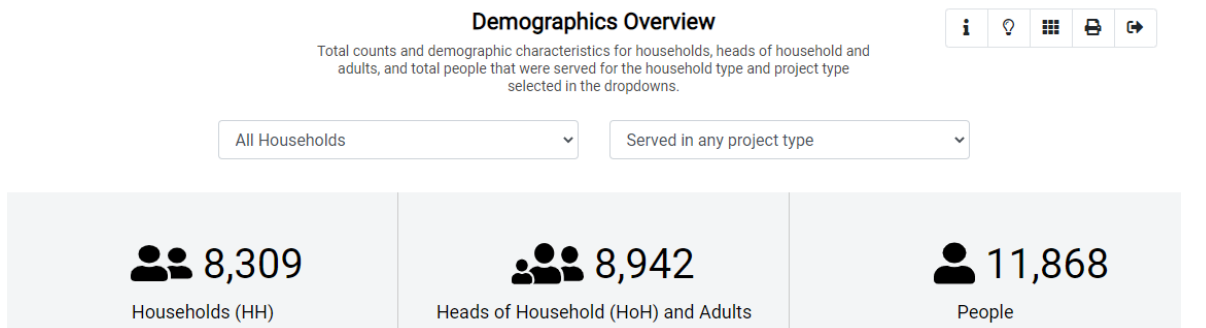 Demographics Overview
Total counts and demographic characteristics for households, heads of household and
adults, and total people that were served for the household type and project type
selected in the dropdowns.
All Households
Served in any project type
8,309
Households (HH)
8,942
Heads of Household (HoH) and Adults
11,868
People